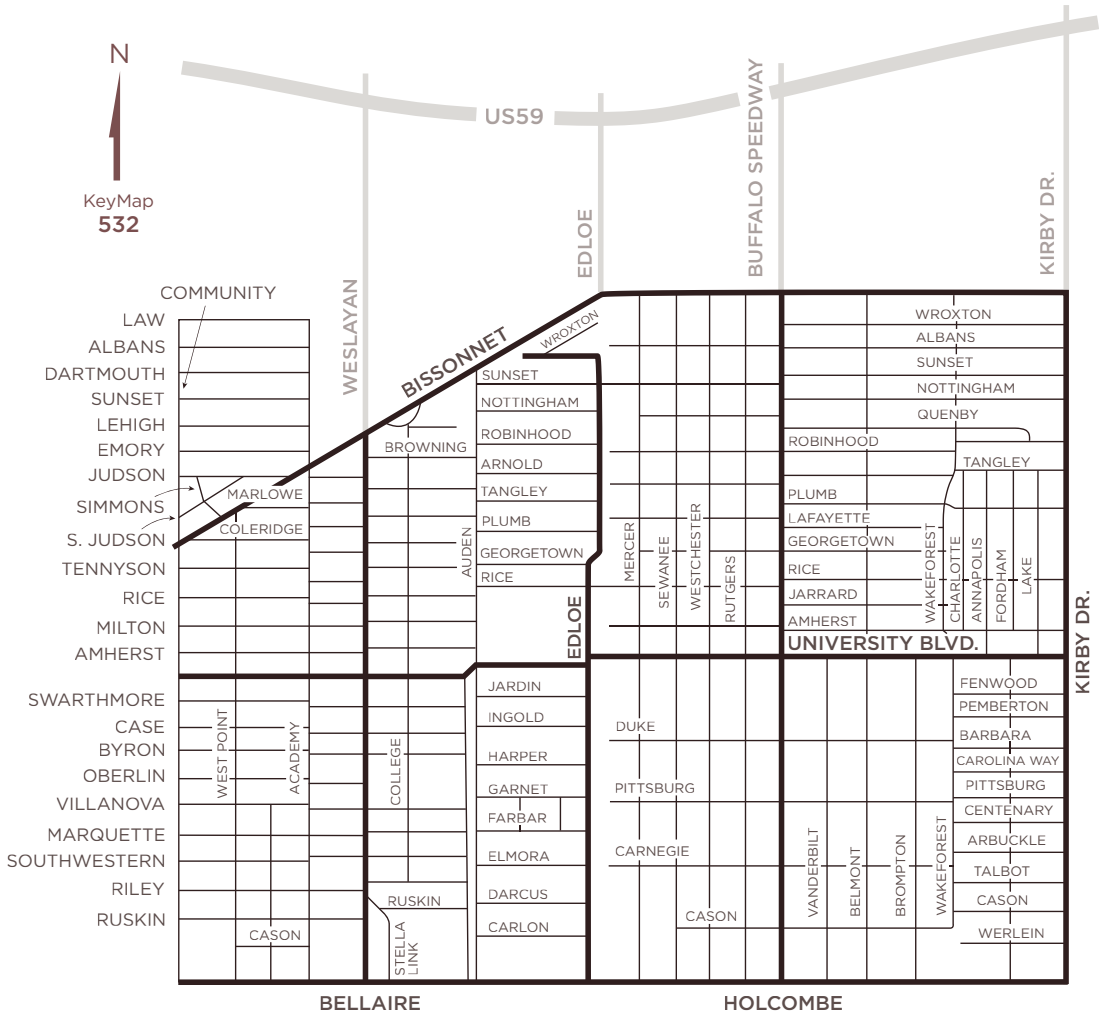 N
KeyMap
532
US59
WESLAYAN
EDLOE
BUFFALO SPEEDWAY
KIRBY DR.
COMMUNITY
LAW
ALBANS
DARTMOUTH
SUNSET
LEHIGH
EMORY
JUDSON
SIMMONS
S. JUDSON
TENNYSON
RICE
MILTON
AMHERST
SWARTHMORE
CASE
BYRON
OBERLIN
VILLANOVA
MARQUETTE
SOUTHWESTERN
RILEY
RUSKIN
MARLOWE
COLERIDGE
WEST POINT
ACADEMY
CASON
BISSONNET
WROXTON
BROWNING
AUDEN
SUNSET
NOTTINGHAM
ROBINHOOD
ARNOLD
TANGLEY
PLUMB
GEORGETOWN
RICE
EDLOE
COLLEGE
RUSKIN
STELLA
LINK
JARDIN
INGOLD
HARPER
GARNET
FARBAR
ELMORA
DARCUS
CARLON
MERCER
SEWANEE
WESTCHESTER
RUTGERS
DUKE
PITTSBURG
CARNEGIE
CASON
WROXTON
ALBANS
SUNSET
NOTTINGHAM
QUENBY
ROBINHOOD
TANGLEY
PLUMB
LAFAYETTE
GEORGETOWN
RICE
JARRARD
AMHERST
WAKEFOREST
CHARLOTTE
ANNAPOLIS
FORDHAM
LAKE
UNIVERSITY BLVD.
KIRBY DR.
VANDERBILT
BELMONT
BROMPTON
WAKEFOREST
FENWOOD
PEMBERTON
BARBARA
CAROLINA WAY
PITTSBURG
CENTENARY
ARBUCKLE
TALBOT
CASON
WERLEIN
BELLAIRE
HOLCOMBE